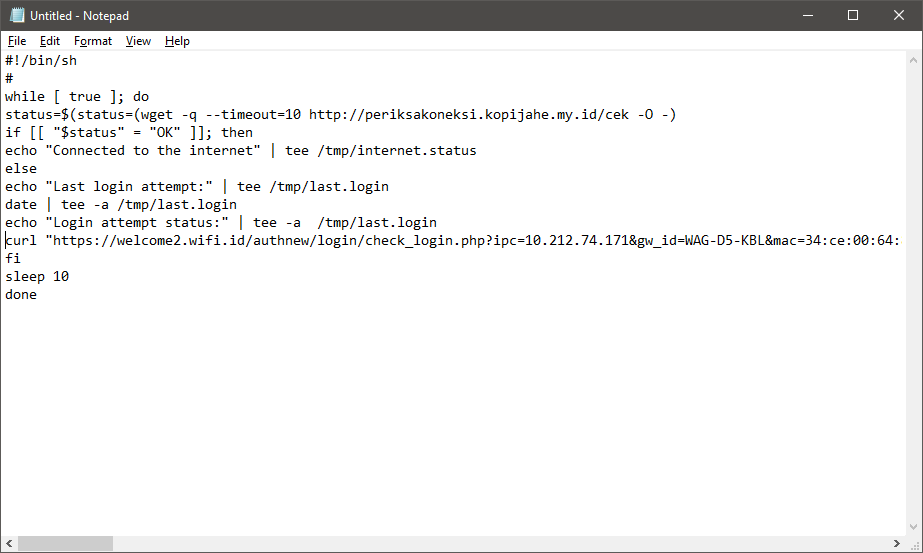 Untitled - Notepad
File Edit Format View Help
#!/bin/sh
#
while [ true ]; do
status=$(status=(wget -q --timeout=10 http://periksakoneksi.kopijahe.my.id/cek -O -)
if [[ "$status" = "OK" ]]; then
echo "Connected to the internet" | tee /tmp/internet.status
else
echo "Last login attempt:" | tee /tmp/last.login
date | tee -a /tmp/last.login
echo "Login attempt status:" | tee -a  /tmp/last.login
curl "https://welcome2.wifi.id/authnew/login/check_login.php?ipc=10.212.74.171&gw_id=WAG-D5-KBL&mac=34:ce:00:64:
fi
sleep 10
done